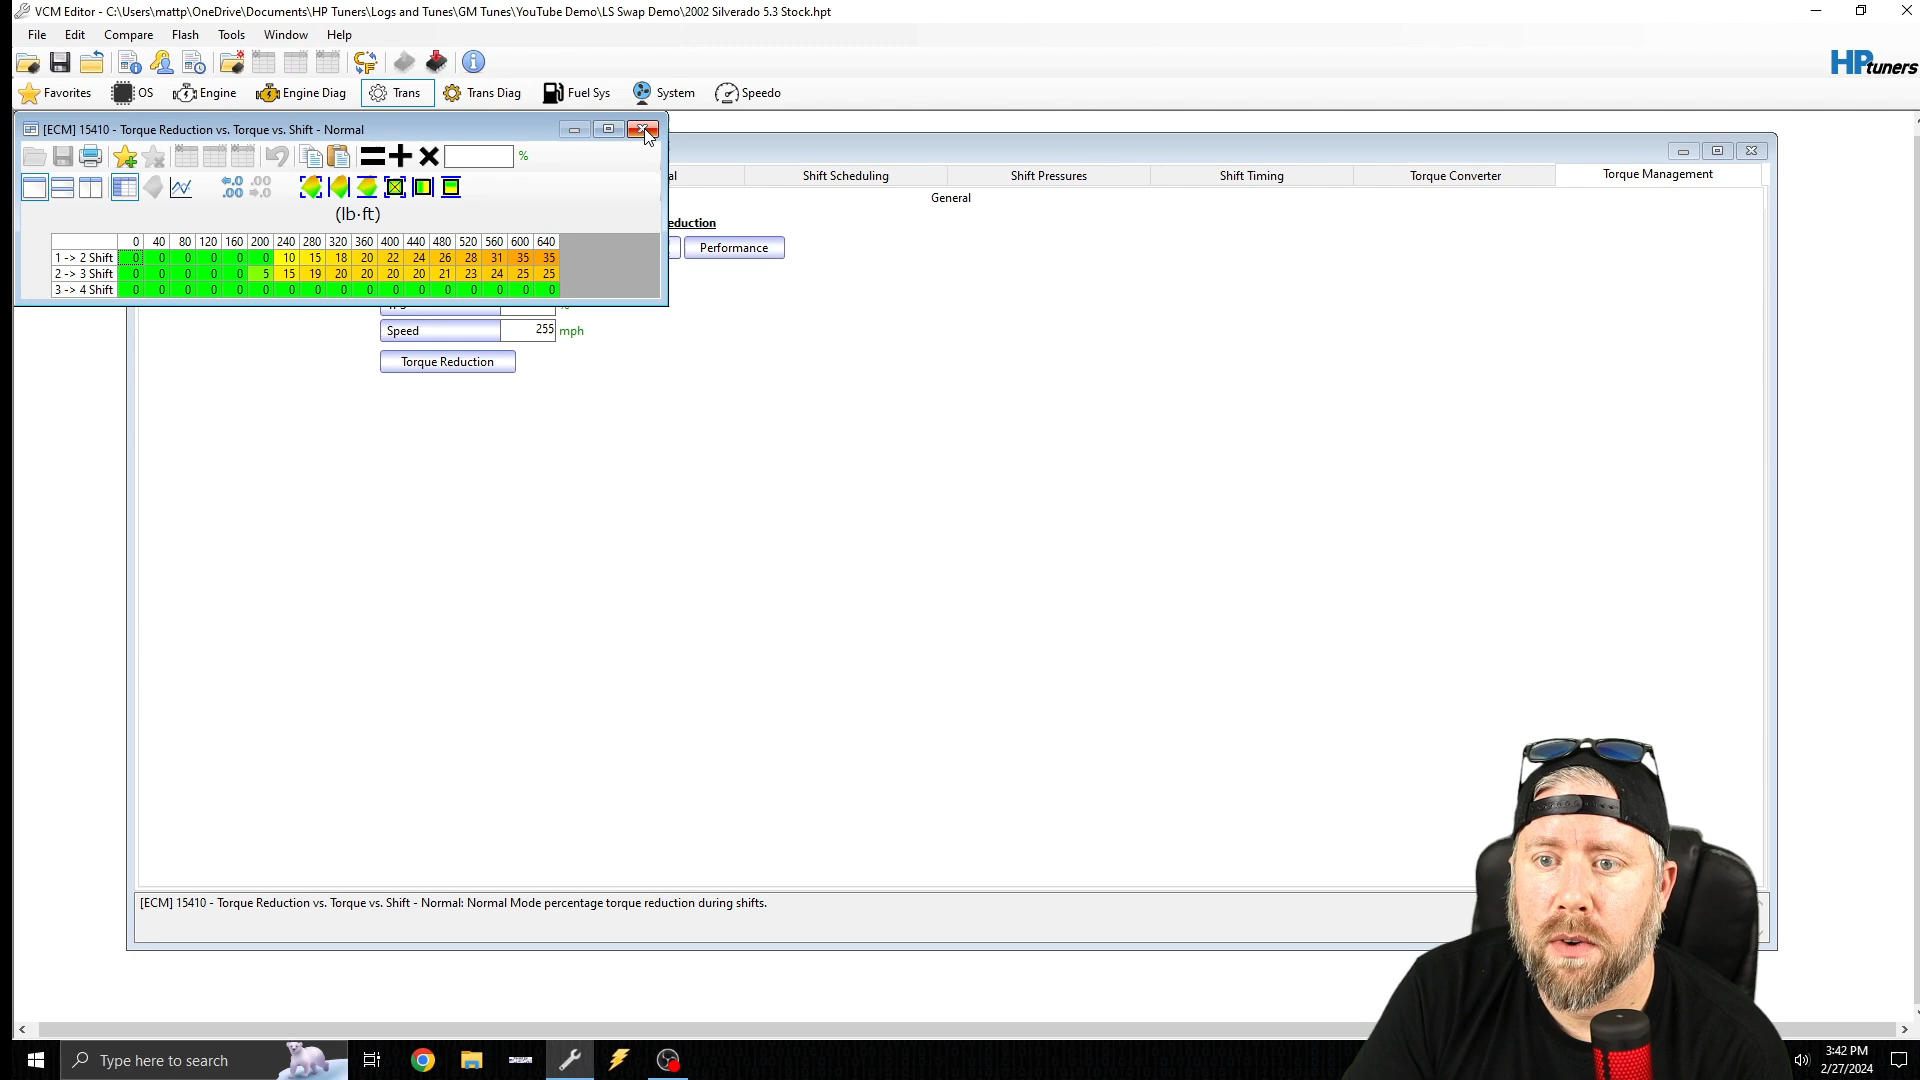 VCM Editor - C:\Users\mattp\OneDrive\Documents\HP Tuners\Logs and Tunes\GM Tunes\YouTube Demo\LS Swap Demo\2002 Silverado 5.3 Stock.hpt
File Edit Compare Flash Tools Window Help
HPtuners
Favorites OS Engine Engine Diag Trans Trans Diag Fuel Sys System Speedo
[ECM] 15410 - Torque Reduction vs. Torque vs. Shift - Normal
%
(lb·ft)
0 40 80 120 160 200 240 280 320 360 400 440 480 520 560 600 640
1 -> 2 Shift 0 0 0 0 0 0 10 15 18 20 22 24 26 28 31 35 35
2 -> 3 Shift 0 0 0 0 0 5 15 19 20 20 20 20 21 23 24 25 25
3 -> 4 Shift 0 0 0 0 0 0 0 0 0 0 0 0 0 0 0 0 0
al Shift Scheduling Shift Pressures Shift Timing Torque Converter Torque Management
General
eduction
Performance
Speed 255 mph
Torque Reduction
[ECM] 15410 - Torque Reduction vs. Torque vs. Shift - Normal: Normal Mode percentage torque reduction during shifts.
Type here to search
3:42 PM
2/27/2024